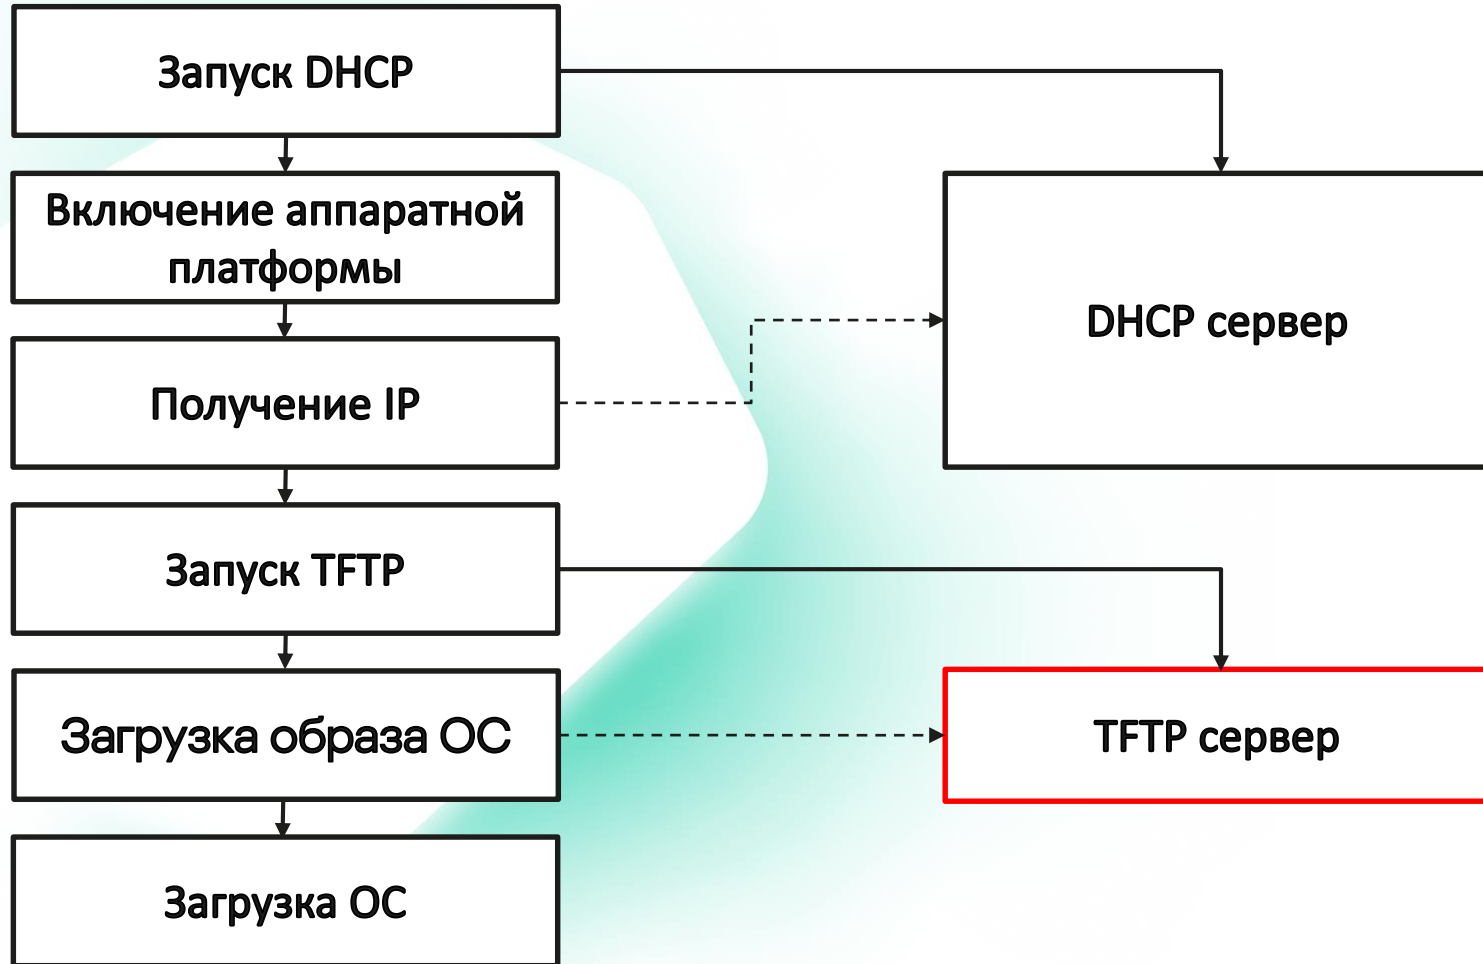 Запуск DHCP
Включение аппаратной
платформы
DHCP сервер
Получение IP
Запуск TFTP
Загрузка образа ОС
TFTP сервер
Загрузка ОС